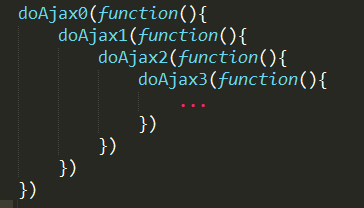 doAjax0(function(){
    doAjax1(function(){
        doAjax2(function(){
            doAjax3(function(){
                ...
            })
        })
    })
})